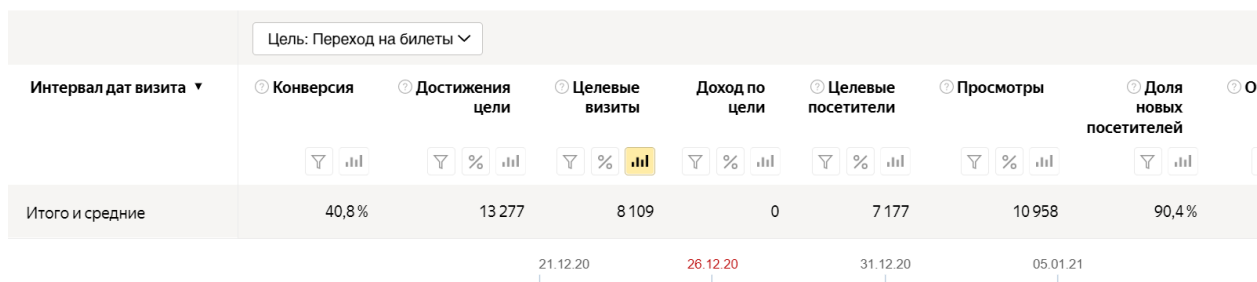 Цель: Переход на билеты
Интервал дат визита ▼
? Конверсия
? Достижения цели
? Целевые визиты
Доход по цели
? Целевые посетители
? Просмотры
? Доля новых посетителей
? О
% % % % %
Итого и средние 40,8 % 13 277 8 109 0 7 177 10 958 90,4 %
21.12.20 26.12.20 31.12.20 05.01.21